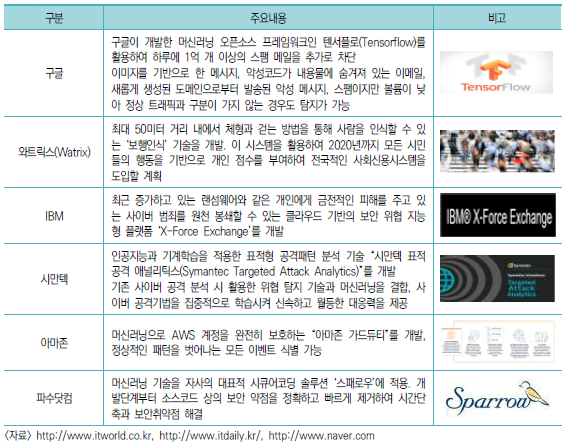 구분 주요내용 비고
구글
구글이 개발한 머신러닝 오픈소스 프레임워크인 텐서플로(Tensorflow)를
활용하여 하루에 1억 개 이상의 스팸 메일을 추가로 차단
이미지를 기반으로 한 메시지, 악성코드가 내용물에 숨겨져 있는 이메일,
새롭게 생성된 도메인으로부터 발송된 악성 메시지, 스팸이지만 볼륨이 낮
아 정상 트래픽과 구분이 가지 않는 경우도 탐지가 가능
TensorFlow
와트릭스(Watrix)
최대 50미터 거리 내에서 체형과 걷는 방법을 통해 사람을 인식할 수 있
는 '보행인식' 기술을 개발. 이 시스템을 활용하여 2020년까지 모든 시민
들의 행동을 기반으로 개인 점수를 부여하여 전국적인 사회신용시스템을
도입할 계획
IBM
최근 증가하고 있는 랜섬웨어와 같은 개인에게 금전적인 피해를 주고 있
는 사이버 범죄를 원천 봉쇄할 수 있는 클라우드 기반의 보안 위협 지능
형 플랫폼 'X-Force Exchange'를 개발
IBM® X-Force Exchange
시만텍
인공지능과 기계학습을 적용한 표적형 공격패턴 분석 기술 "시만텍 표적
공격 애널리틱스(Symantec Targeted Attack Analytics)"를 개발
기존 사이버 공격 분석 시 활용한 위협 탐지 기술과 머신러닝을 결합, 사
이버 공격기법을 집중적으로 학습시켜 신속하고 월등한 대응력을 제공
Symantec
Targeted
Attack
Analytics
아마존
머신러닝으로 AWS 계정을 완전히 보호하는 "아마존 가드듀티"를 개발,
정상적인 패턴을 벗어나는 모든 이벤트 식별 가능
파수닷컴
머신러닝 기술을 자사의 대표적 시큐어코딩 솔루션 '스패로우'에 적용. 개
발단계부터 소스코드 상의 보안 약점을 정확하고 빠르게 제거하여 시간단
축과 보안취약점 해결
Sparrow
〈자료〉 http://www.itworld.co.kr, http://www.itdaily.kr/, http://www.naver.com